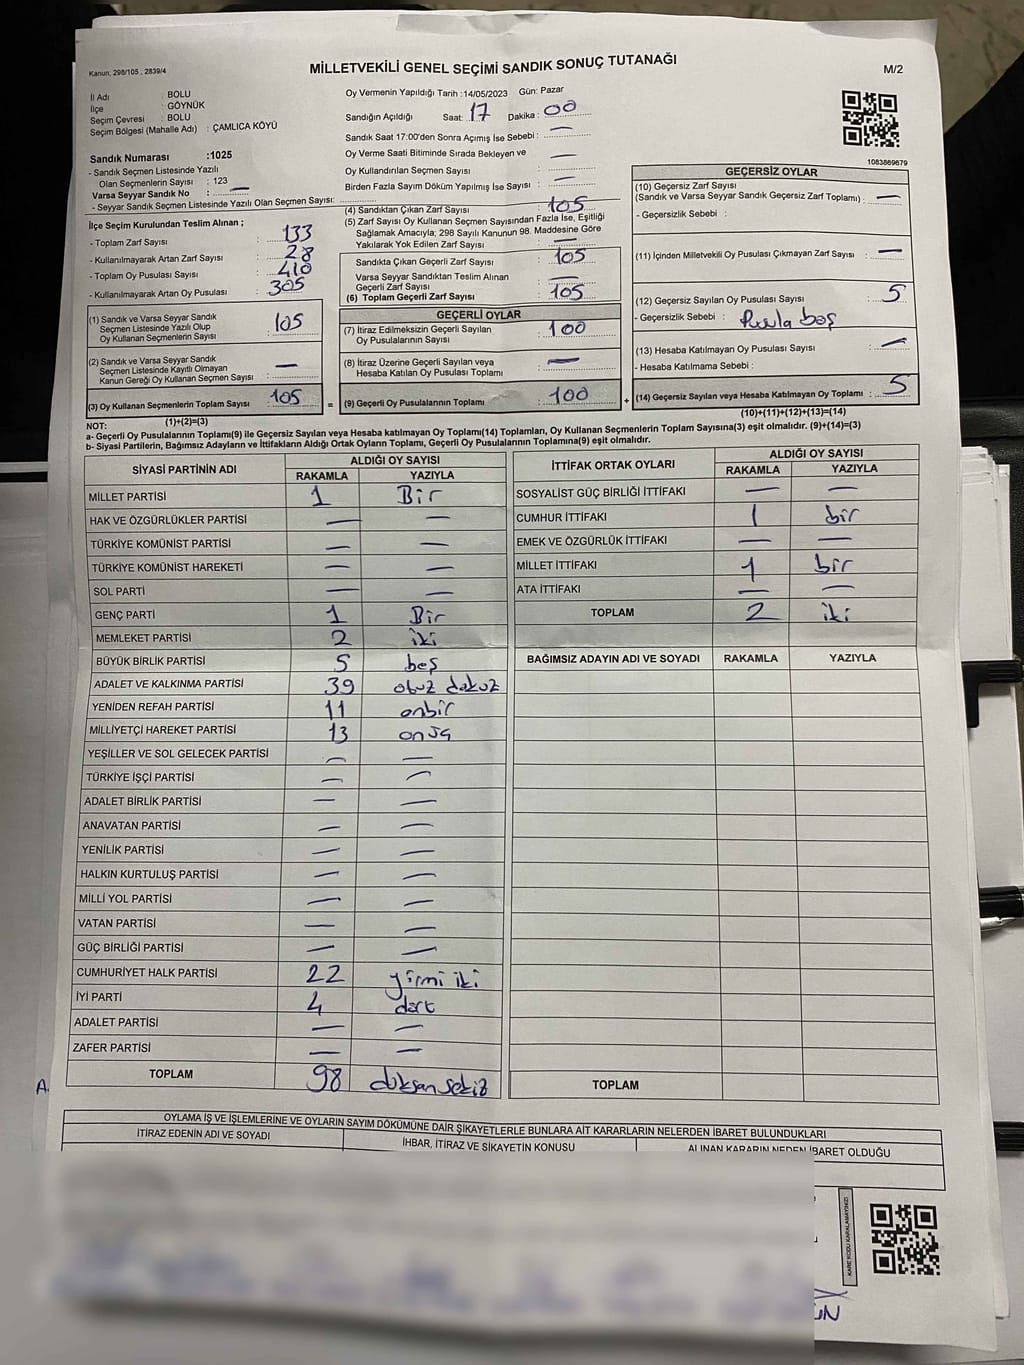 Kanun; 298/105 , 2839/4
MİLLETVEKİLİ GENEL SEÇİMİ SANDIK SONUÇ TUTANAĞI
M/2
İl Adı : BOLU
İlçe : GÖYNÜK
Seçim Çevresi : BOLU
Seçim Bölgesi (Mahalle Adı) : ÇAMLICA KÖYÜ
Sandık Numarası :1025
- Sandık Seçmen Listesinde Yazılı
Olan Seçmenlerin Sayısı : 123
Varsa Seyyar Sandık No : —
- Seyyar Sandık Seçmen Listesinde Yazılı Olan Seçmen Sayısı:
Oy Vermenin Yapıldığı Tarih :14/05/2023 Gün: Pazar
Sandığın Açıldığı Saat: 17 Dakika : 00
Sandık Saat 17:00'den Sonra Açımış İse Sebebi : —
Oy Verme Saati Bitiminde Sırada Bekleyen ve
Oy Kullandırılan Seçmen Sayısı : —
Birden Fazla Sayım Döküm Yapılmış İse Sayısı : —
1083869679
İlçe Seçim Kurulundan Teslim Alınan ;
- Toplam Zarf Sayısı : 133
- Kullanılmayarak Artan Zarf Sayısı : 28
- Toplam Oy Pusulası Sayısı : 410
- Kullanılmayarak Artan Oy Pusulası : 305
(4) Sandıktan Çıkan Zarf Sayısı : 105
(5) Zarf Sayısı Oy Kullanan Seçmen Sayısından Fazla İse, Eşitliği
Sağlamak Amacıyla; 298 Sayılı Kanunun 98. Maddesine Göre
Yakılarak Yok Edilen Zarf Sayısı : —
Sandıkta Çıkan Geçerli Zarf Sayısı : 105
Varsa Seyyar Sandıktan Teslim Alınan
Geçerli Zarf Sayısı : —
(6) Toplam Geçerli Zarf Sayısı : 105
GEÇERSİZ OYLAR
(10) Geçersiz Zarf Sayısı
(Sandık ve Varsa Seyyar Sandık Geçersiz Zarf Toplamı) : —
- Geçersizlik Sebebi :
(11) İçinden Milletvekili Oy Pusulası Çıkmayan Zarf Sayısı : —
(12) Geçersiz Sayılan Oy Pusulası Sayısı : 5
- Geçersizlik Sebebi : Pusula boş
(13) Hesaba Katılmayan Oy Pusulası Sayısı : —
- Hesaba Katılmama Sebebi :
(14) Geçersiz Sayılan veya Hesaba Katılmayan Oy Toplamı : 5
(10)+(11)+(12)+(13)=(14)
(1) Sandık ve Varsa Seyyar Sandık
Seçmen Listesinde Yazılı Olup
Oy Kullanan Seçmenlerin Sayısı : 105
(2) Sandık ve Varsa Seyyar Sandık
Seçmen Listesinde Kayıtlı Olmayan
Kanun Gereği Oy Kullanan Seçmen Sayısı : —
(3) Oy Kullanan Seçmenlerin Toplam Sayısı : 105
(1)+(2)=(3)
GEÇERLİ OYLAR
(7) İtiraz Edilmeksizin Geçerli Sayılan
Oy Pusulalarının Sayısı : 100
(8) İtiraz Üzerine Geçerli Sayılan veya
Hesaba Katılan Oy Pusulası Toplamı : —
= (9) Geçerli Oy Pusulalarının Toplamı : 100 +
NOT:
a- Geçerli Oy Pusulalarının Toplamı(9) ile Geçersiz Sayılan veya Hesaba Katılmayan Oy Toplamı(14) Toplamları, Oy Kullanan Seçmenlerin Toplam Sayısına(3) eşit olmalıdır. (9)+(14)=(3)
b- Siyasi Partilerin, Bağımsız Adayların ve İttifakların Aldığı Ortak Oyların Toplamı, Geçerli Oy Pusulalarının Toplamına(9) eşit olmalıdır.
SİYASİ PARTİNİN ADI ALDIĞI OY SAYISI
RAKAMLA YAZIYLA
MİLLET PARTİSİ 1 Bir
HAK VE ÖZGÜRLÜKLER PARTİSİ — —
TÜRKİYE KOMÜNİST PARTİSİ — —
TÜRKİYE KOMÜNİST HAREKETİ — —
SOL PARTİ — —
GENÇ PARTİ 1 Bir
MEMLEKET PARTİSİ 2 iki
BÜYÜK BİRLİK PARTİSİ 5 beş
ADALET VE KALKINMA PARTİSİ 39 otuz dokuz
YENİDEN REFAH PARTİSİ 11 onbir
MİLLİYETÇİ HAREKET PARTİSİ 13
YEŞİLLER VE SOL GELECEK PARTİSİ — —
TÜRKİYE İŞÇİ PARTİSİ — —
ADALET BİRLİK PARTİSİ — —
ANAVATAN PARTİSİ — —
YENİLİK PARTİSİ — —
HALKIN KURTULUŞ PARTİSİ — —
MİLLİ YOL PARTİSİ — —
VATAN PARTİSİ — —
GÜÇ BİRLİĞİ PARTİSİ — —
CUMHURİYET HALK PARTİSİ 22 yirmi iki
İYİ PARTİ 4 dört
ADALET PARTİSİ — —
ZAFER PARTİSİ — —
TOPLAM 98 doksan sekiz
İTTİFAK ORTAK OYLARI ALDIĞI OY SAYISI
RAKAMLA YAZIYLA
SOSYALİST GÜÇ BİRLİĞİ İTTİFAKI — —
CUMHUR İTTİFAKI 1 bir
EMEK VE ÖZGÜRLÜK İTTİFAKI — —
MİLLET İTTİFAKI 1 bir
ATA İTTİFAKI — —
TOPLAM 2 iki
BAĞIMSIZ ADAYIN ADI VE SOYADI RAKAMLA YAZIYLA
TOPLAM
A.
OYLAMA İŞ VE İŞLEMLERİNE VE OYLARIN SAYIM DÖKÜMÜNE DAİR ŞİKAYETLERLE BUNLARA AİT KARARLARIN NELERDEN İBARET BULUNDUKLARI
İTİRAZ EDENİN ADI VE SOYADI İHBAR, İTİRAZ VE ŞİKAYETİN KONUSU ALINAN KARARIN NEDEN İBARET OLDUĞU
KARE KODU KARALAMAYINIZ!